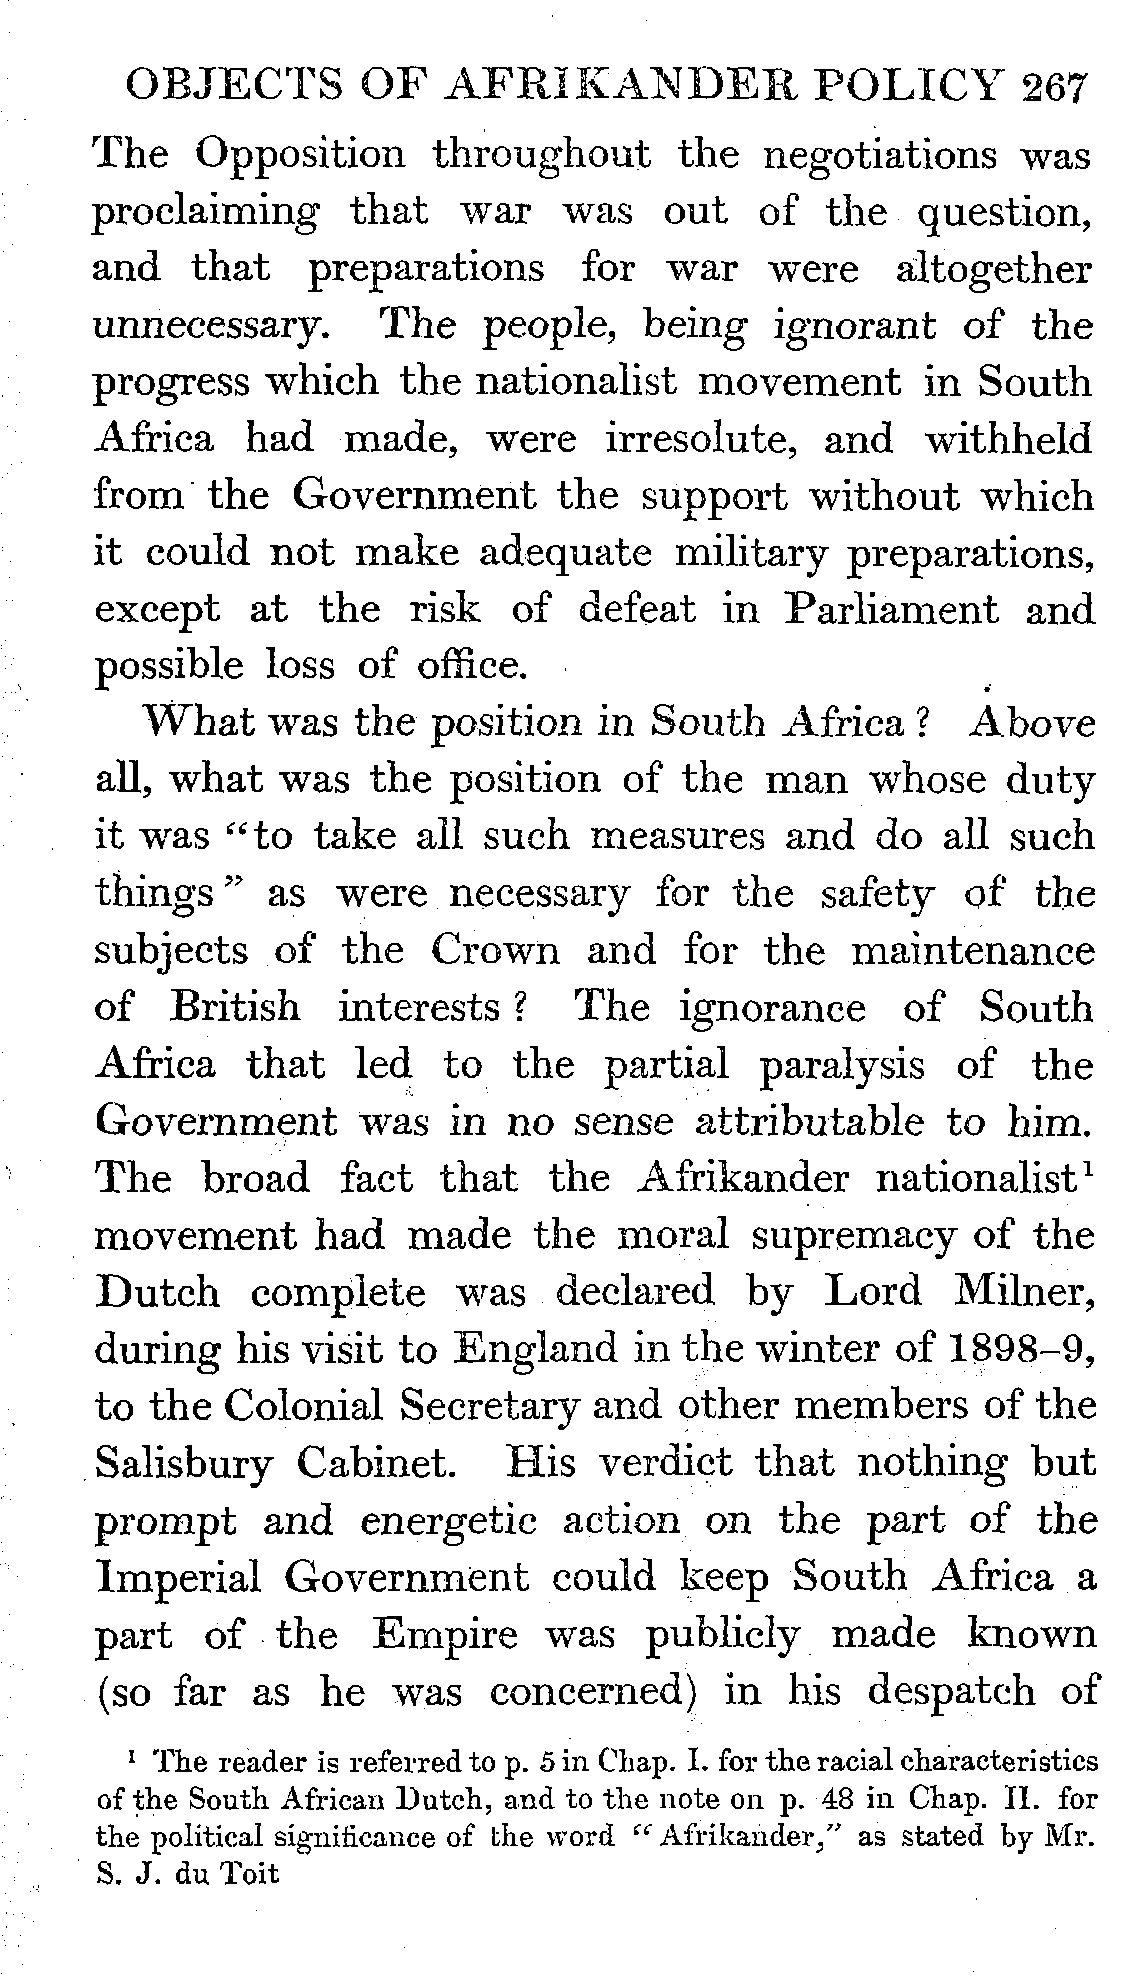 OBJECTS OF AFRIKANDER POLICY 267
The Opposition throughout the negotiations was
proclaiming that war was out of the question,
and that preparations for war were altogether
unnecessary. The people, being ignorant of the
progress which the nationalist movement in South
Africa had made, were irresolute, and withheld
from the Government the support without which
it could not make adequate military preparations,
except at the risk of defeat in Parliament and
possible loss of office.
What was the position in South Africa ? Above
all, what was the position of the man whose duty
it was “to take all such measures and do all such
things” as were necessary for the safety of the
subjects of the Crown and for the maintenance
of British interests ? The ignorance of South
Africa that led to the partial paralysis of the
Government was in no sense attributable to him.
The broad fact that the Afrikander nationalist¹
movement had made the moral supremacy of the
Dutch complete was declared by Lord Milner,
during his visit to England in the winter of 1898–9,
to the Colonial Secretary and other members of the
Salisbury Cabinet. His verdict that nothing but
prompt and energetic action on the part of the
Imperial Government could keep South Africa a
part of the Empire was publicly made known
(so far as he was concerned) in his despatch of
¹ The reader is referred to p. 5 in Chap. I. for the racial characteristics
of the South African Dutch, and to the note on p. 48 in Chap. II. for
the political significance of the word “Afrikander,” as stated by Mr.
S. J. du Toit